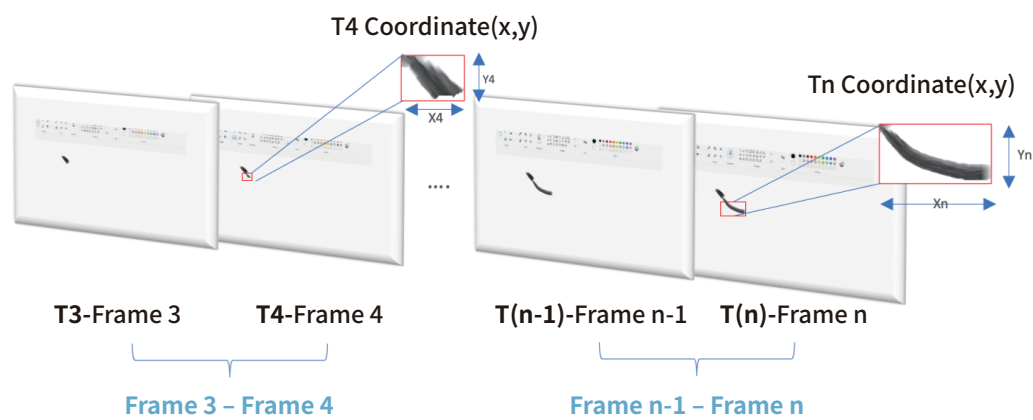 T4 Coordinate(x,y)
Y4
X4
Tn Coordinate(x,y)
Yn
Xn
....
T3-Frame 3
T4-Frame 4
T(n-1)-Frame n-1
T(n)-Frame n
Frame 3 – Frame 4
Frame n-1 – Frame n